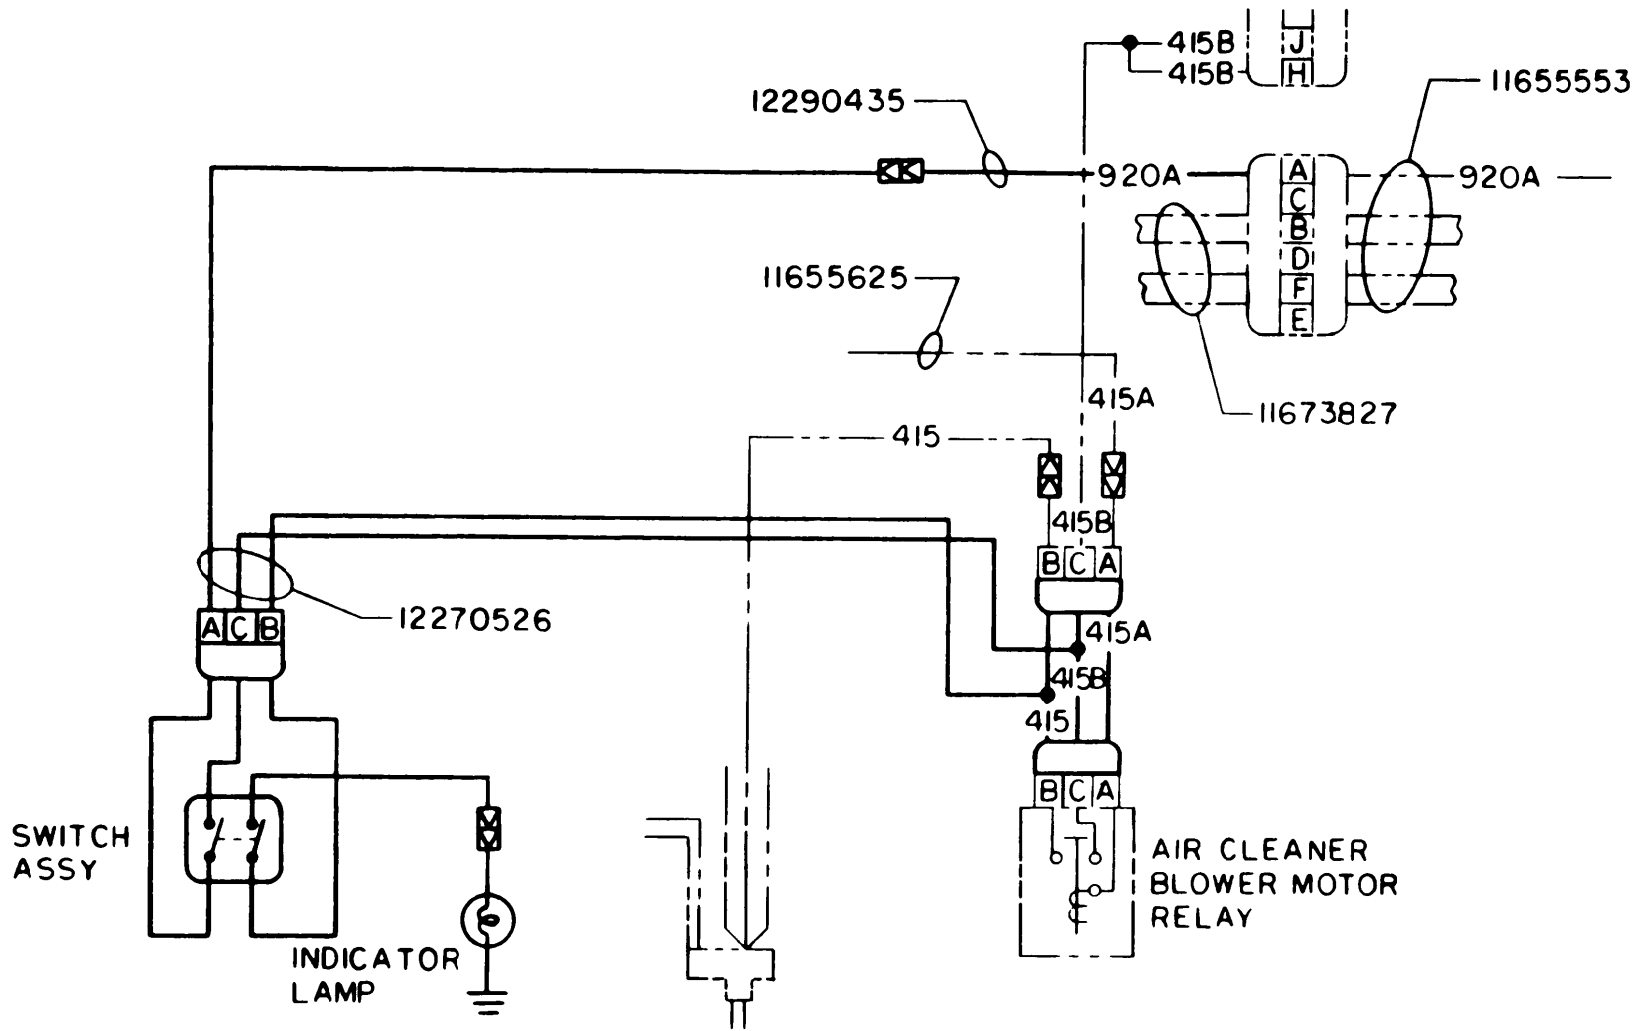 415B J
415B H
12290435
11655553
920A A 920A
C
B
D
F
E
11655625
415A
11673827
415
415B
B C A
12270526
A C B
415A
415B
415
B C A
SWITCH
ASSY
AIR CLEANER
BLOWER MOTOR
RELAY
INDICATOR
LAMP